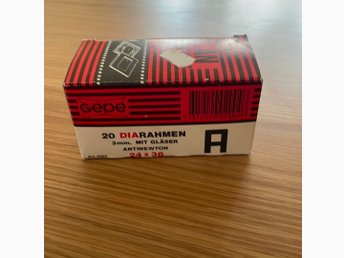 Gepe
20 DIARAHMEN
3mm. MIT GLÄSER
ANTINEWTON
24 x 36
A